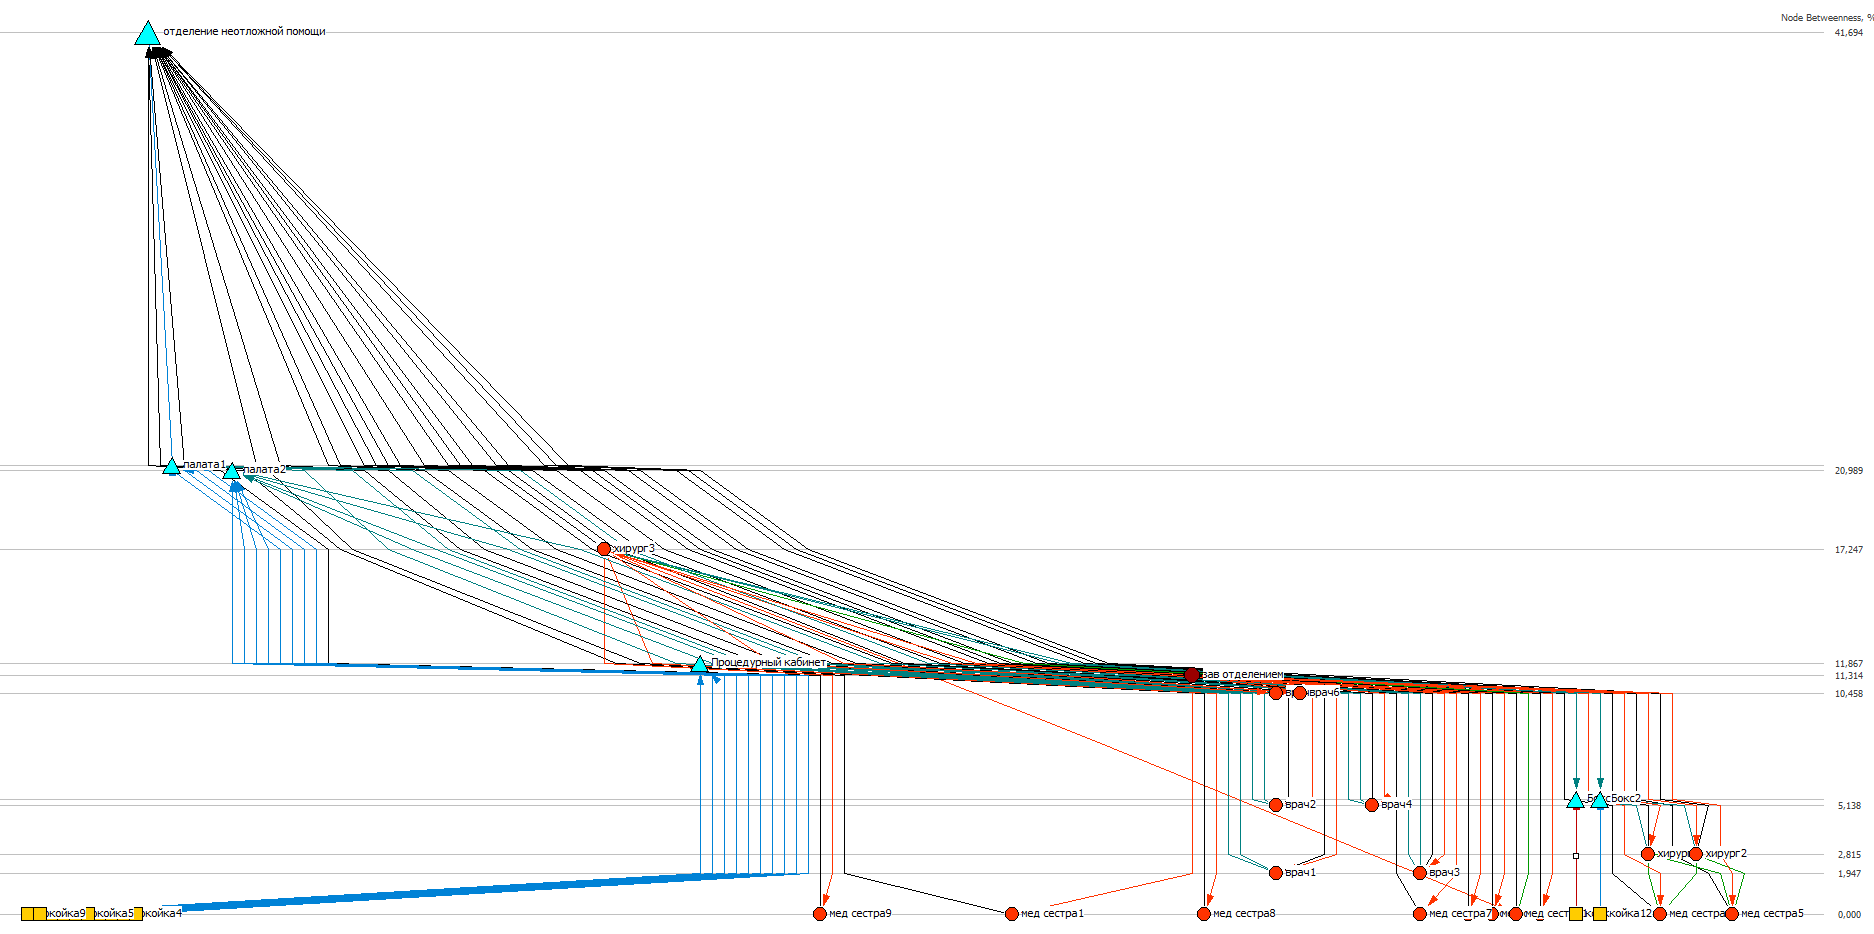 Node Betweenness, %
отделение неотложной помощи
41,694
палата1
палата2
20,989
хирург3
17,247
Процедурный кабинет
11,867
зав отделением
11,314
врач6
10,458
Бокс2
врач2
врач4
5,138
хирург2
2,815
врач1
врач3
1,947
койка9
койка5
койка4
мед сестра9
мед сестра1
мед сестра8
мед сестра7
койка12
мед сестра5
0,000